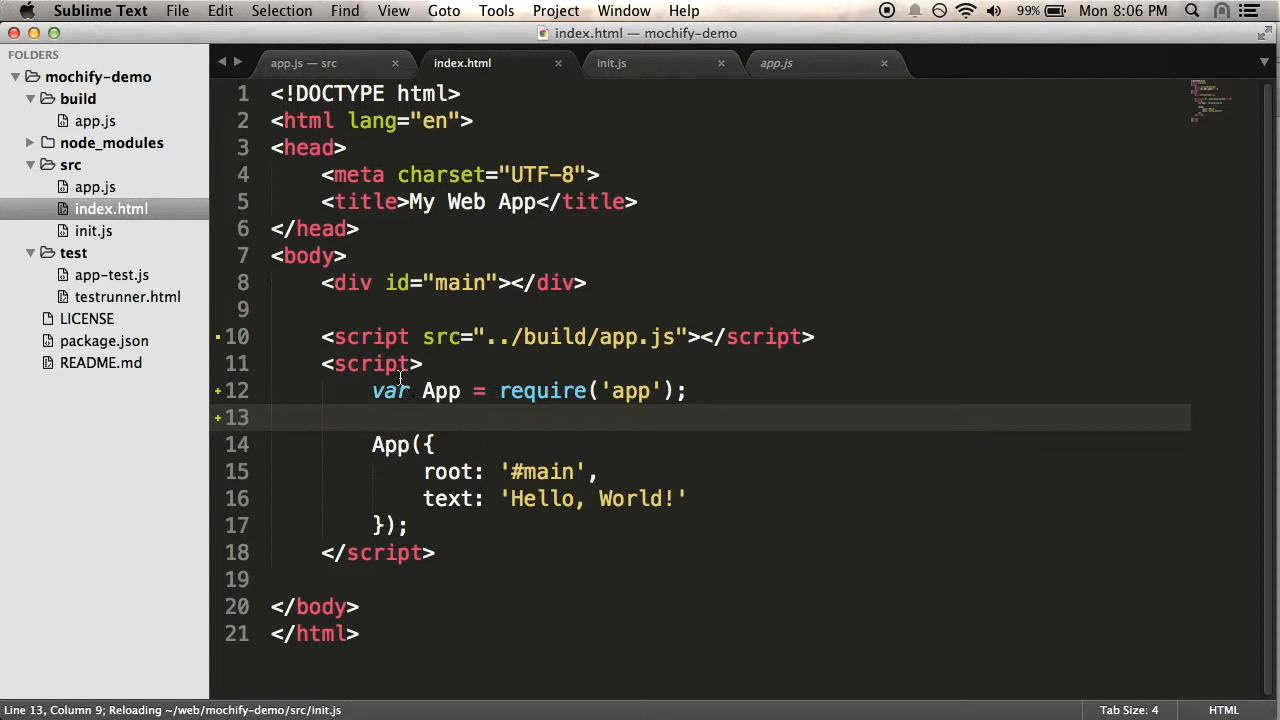 Sublime Text File Edit Selection Find View Goto Tools Project Window Help 99% Mon 8:06 PM
index.html — mochify-demo
FOLDERS
mochify-demo
build
app.js
node_modules
src
app.js
index.html
init.js
test
app-test.js
testrunner.html
LICENSE
package.json
README.md
app.js — src × index.html × init.js × app.js ×
1 <!DOCTYPE html>
2 <html lang="en">
3 <head>
4 <meta charset="UTF-8">
5 <title>My Web App</title>
6 </head>
7 <body>
8 <div id="main"></div>
9
10 <script src="../build/app.js"></script>
11 <script>
12 var App = require('app');
13
14 App({
15 root: '#main',
16 text: 'Hello, World!'
17 });
18 </script>
19
20 </body>
21 </html>
Line 13, Column 9; Reloading ~/web/mochify-demo/src/init.js Tab Size: 4 HTML